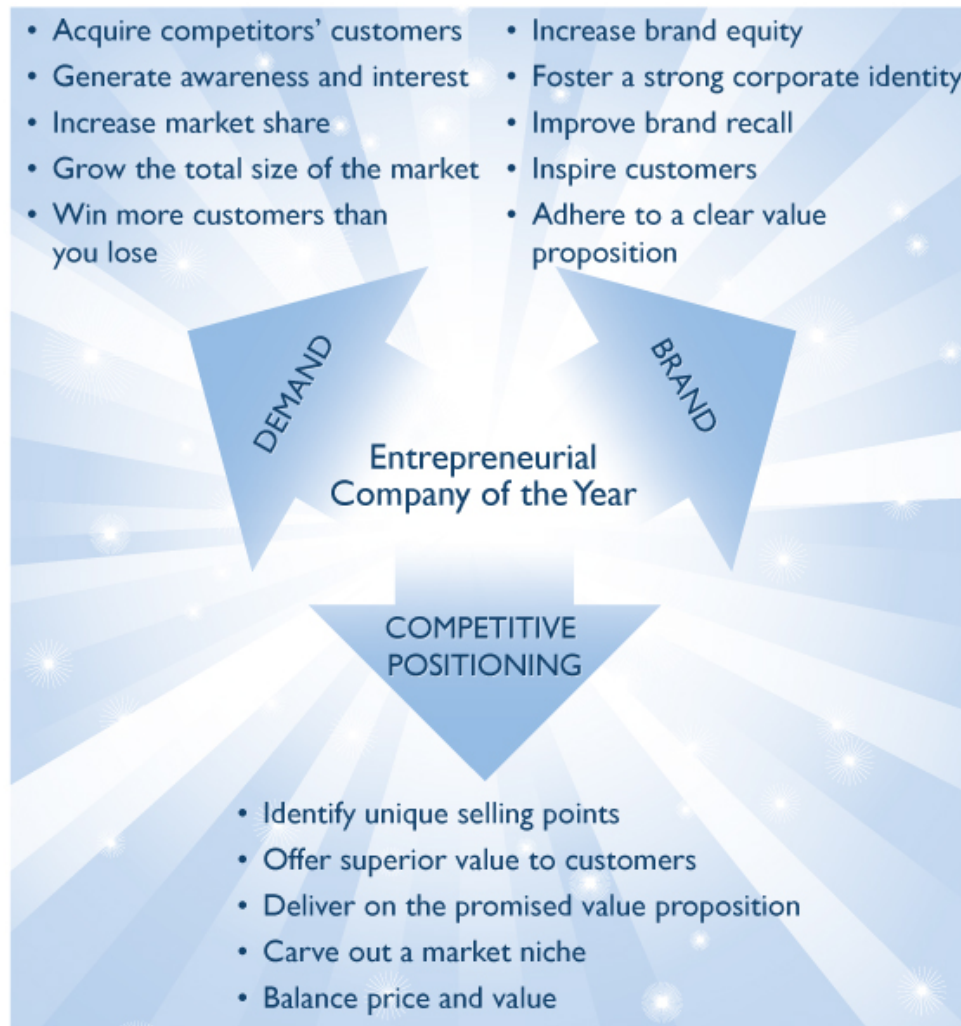 • Acquire competitors’ customers
• Generate awareness and interest
• Increase market share
• Grow the total size of the market
• Win more customers than
you lose
• Increase brand equity
• Foster a strong corporate identity
• Improve brand recall
• Inspire customers
• Adhere to a clear value
proposition
DEMAND
BRAND
Entrepreneurial
Company of the Year
COMPETITIVE
POSITIONING
• Identify unique selling points
• Offer superior value to customers
• Deliver on the promised value proposition
• Carve out a market niche
• Balance price and value